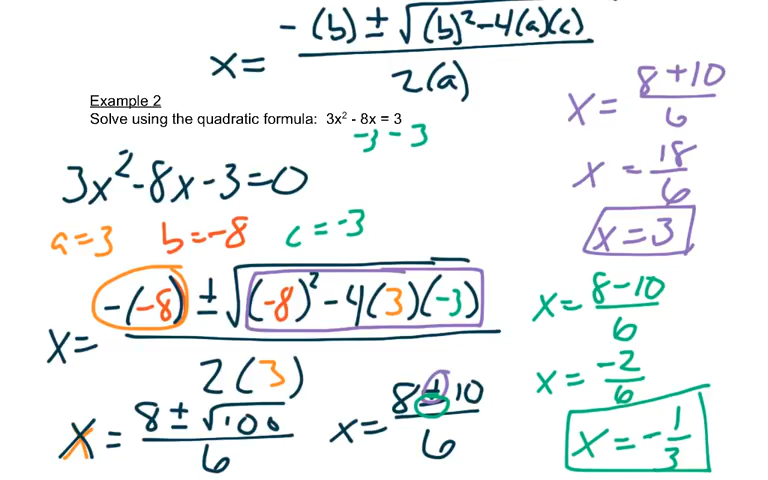 x = -(b) ± √(b)² - 4(a)(c) / 2(a)
Example 2
Solve using the quadratic formula: 3x² - 8x = 3
-3 - 3
3x² - 8x - 3 = 0
a = 3 b = -8 c = -3
x = -(-8) ± √(-8)² - 4(3)(-3) / 2(3)
x = 8 ± √100 / 6
x = 8 ± 10 / 6
x = 8 + 10 / 6
x = 18 / 6
x = 3
x = 8 - 10 / 6
x = -2 / 6
x = -1/3